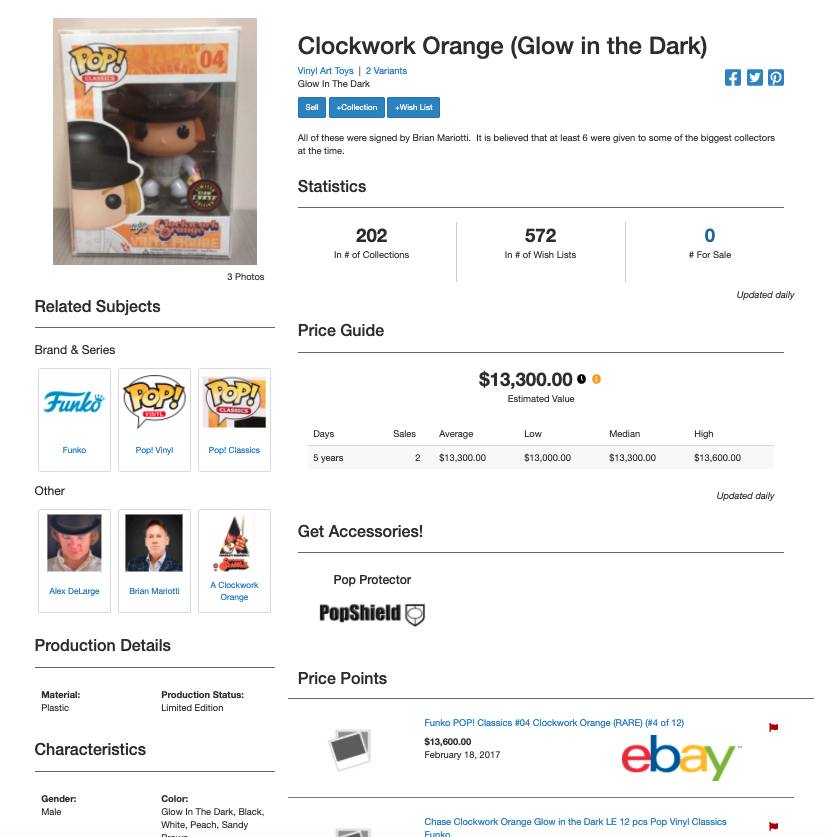 POP!
CLASSICS
04
LIMITED
GLOW
CHASE
EDITION
Clockwork
Orange
VINYL FIGURE
3 Photos
Related Subjects
Brand & Series
Funko
POP!
VINYL
POP!
CLASSICS
Funko
Pop! Vinyl
Pop! Classics
Other
Alex DeLarge
Brian Mariotti
A Clockwork
Orange
Production Details
Material:
Production Status:
Plastic
Limited Edition
Characteristics
Gender:
Color:
Male
Glow In The Dark, Black,
White, Peach, Sandy
Brown
Clockwork Orange (Glow in the Dark)
Vinyl Art Toys | 2 Variants
Glow In The Dark
Sell
+Collection
+Wish List
All of these were signed by Brian Mariotti. It is believed that at least 6 were given to some of the biggest collectors
at the time.
Statistics
202
572
0
In # of Collections
In # of Wish Lists
# For Sale
Updated daily
Price Guide
$13,300.00
Estimated Value
Days Sales Average Low Median High
5 years 2 $13,300.00 $13,000.00 $13,300.00 $13,600.00
Updated daily
Get Accessories!
Pop Protector
PopShield
Price Points
Funko POP! Classics #04 Clockwork Orange (RARE) (#4 of 12)
$13,600.00
February 18, 2017
ebay
Chase Clockwork Orange Glow in the Dark LE 12 pcs Pop Vinyl Classics
Funko